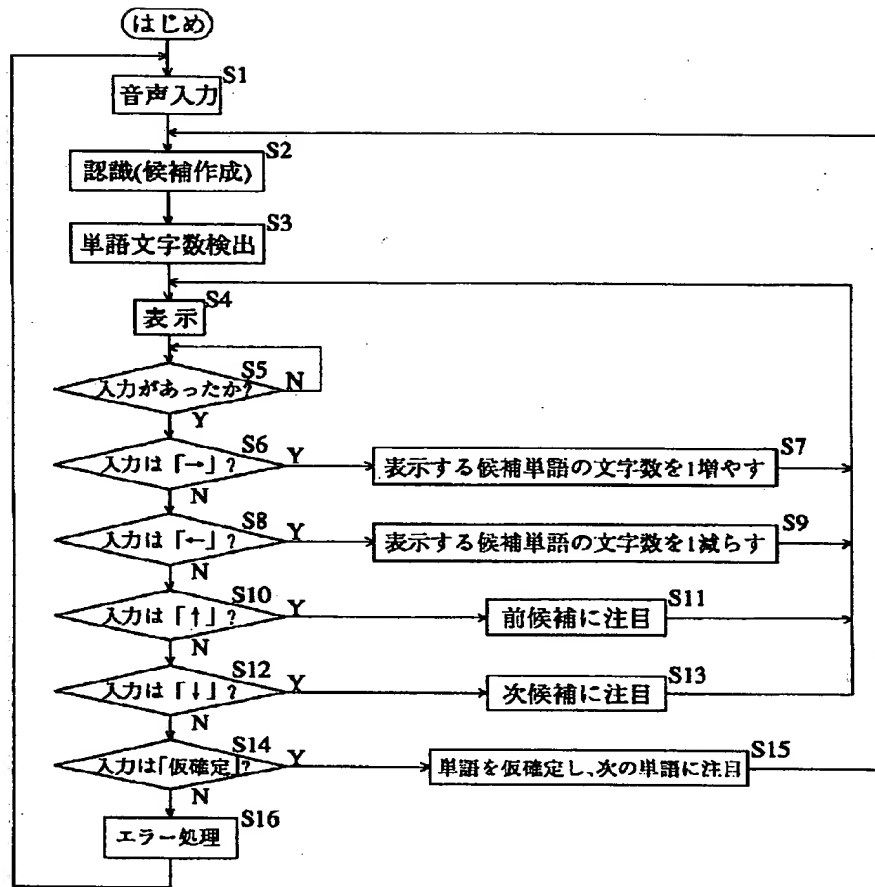 はじめ
S1
音声入力
S2
認識(候補作成)
S3
単語文字数検出
S4
表示
S5
入力があったか?
N
Y
S6
入力は「→」?
Y
S7
表示する候補単語の文字数を1増やす
N
S8
入力は「←」?
Y
S9
表示する候補単語の文字数を1減らす
N
S10
入力は「↑」?
Y
S11
前候補に注目
N
S12
入力は「↓」?
Y
S13
次候補に注目
N
S14
入力は「仮確定」?
Y
S15
単語を仮確定し、次の単語に注目
N
S16
エラー処理